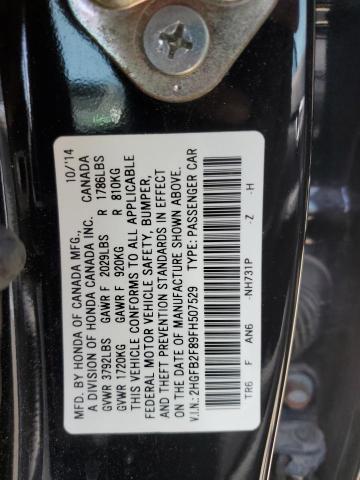 MFD. BY HONDA OF CANADA MFG., 10/'14
A DIVISION OF HONDA CANADA INC. CANADA
GVWR 3792LBS GAWR F 2029LBS R 1786LBS
GVWR 1720KG GAWR F 920KG R 810KG
THIS VEHICLE CONFORMS TO ALL APPLICABLE
FEDERAL MOTOR VEHICLE SAFETY, BUMPER,
AND THEFT PREVENTION STANDARDS IN EFFECT
ON THE DATE OF MANUFACTURE SHOWN ABOVE.
V.I.N.: 2HGFB2F89FH507529 TYPE: PASSENGER CAR
TR6 F AN6 -NH731P -Z -H